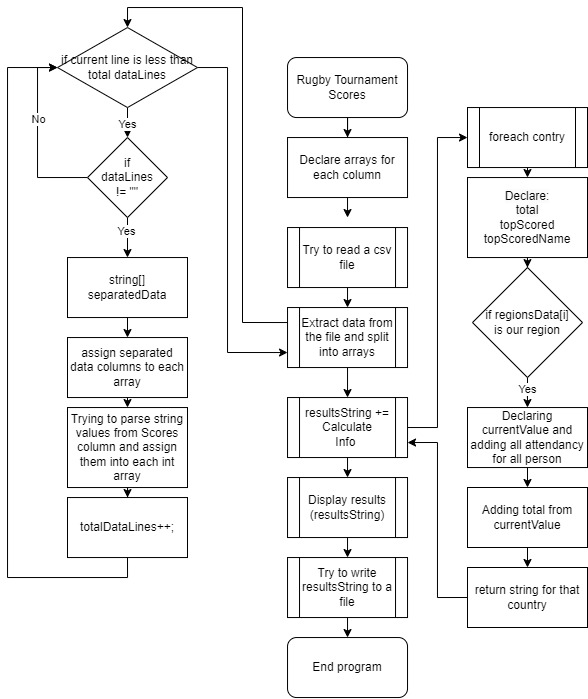 if current line is less than
total dataLines
No
Yes
if
dataLines
!= ""
Yes
string[]
separatedData
assign separated
data columns to each
array
Trying to parse string
values from Scores
column and assign
them into each int
array
totalDataLines++;
Rugby Tournament
Scores
Declare arrays for
each column
Try to read a csv
file
Extract data from
the file and split
into arrays
resultsString +=
Calculate
Info
Display results
(resultsString)
Try to write
resultsString to a
file
End program
foreach contry
Declare:
total
topScored
topScoredName
if regionsData[i]
is our region
Yes
Declaring
currentValue and
adding all attendancy
for all person
Adding total from
currentValue
return string for that
country